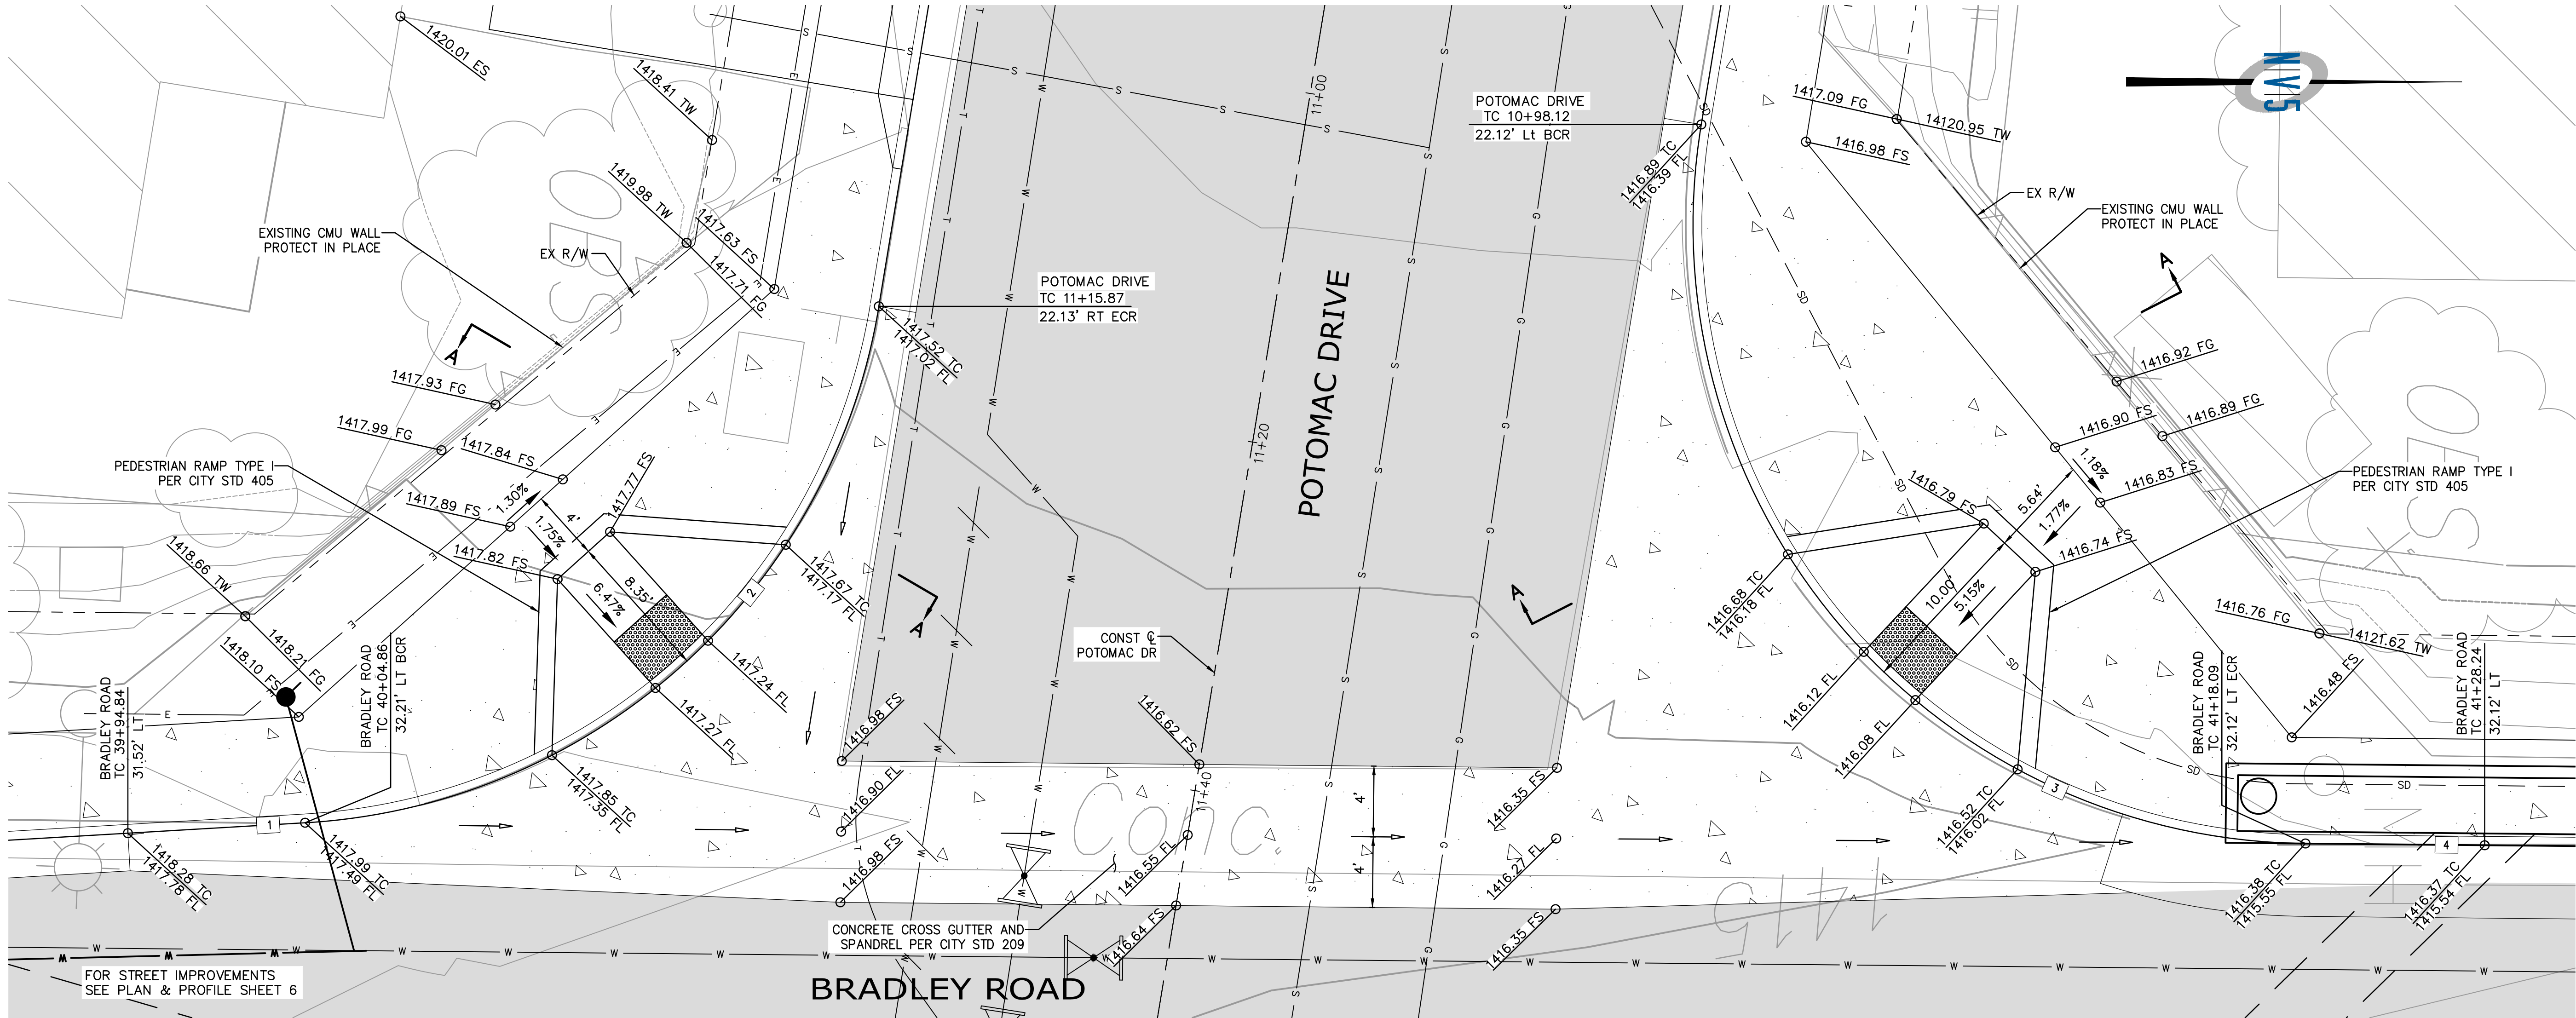 1420.01 ES
1418.41 TW
1419.98 TW
1417.63 FS
1417.71 FG
EXISTING CMU WALL
PROTECT IN PLACE
EX R/W
A
1417.93 FG
1417.99 FG
1417.84 FS
1417.89 FS
1.30%
1.75%
4'
1417.77 FS
1417.82 FS
6.47%
8.35'
PEDESTRIAN RAMP TYPE I
PER CITY STD 405
1418.66 TW
1418.21 FG
1418.10 FS
BRADLEY ROAD
TC 39+94.84
31.52' LT
BRADLEY ROAD
TC 40+04.86
32.21' LT BCR
1
2
1418.28 TC
1417.78 FL
1417.99 TC
1417.49 FL
1417.85 TC
1417.35 FL
1417.27 FL
1417.24 FL
1417.67 TC
1417.17 FL
1417.52 TC
1417.02 FL
POTOMAC DRIVE
TC 11+15.87
22.13' RT ECR
A
POTOMAC DRIVE
11+00
11+20
11+40
CONST ℄
POTOMAC DR
1416.98 FS
1416.90 FL
1416.98 FS
1416.62 FS
1416.55 FL
1416.64 FS
1416.35 FS
1416.27 FL
1416.35 FS
4'
4'
Conc.
CONCRETE CROSS GUTTER AND
SPANDREL PER CITY STD 209
FOR STREET IMPROVEMENTS
SEE PLAN & PROFILE SHEET 6
BRADLEY ROAD
POTOMAC DRIVE
TC 10+98.12
22.12' Lt BCR
1416.89 TC
1416.39 FL
1417.09 FG
14120.95 TW
1416.98 FS
NV5
EX R/W
EXISTING CMU WALL
PROTECT IN PLACE
A
A
1416.92 FG
1416.89 FG
1416.90 FS
1.18%
1416.83 FS
1416.79 FS
5.64'
1.77%
1416.74 FS
10.00'
5.15%
PEDESTRIAN RAMP TYPE I
PER CITY STD 405
1416.68 TC
1416.18 FL
1416.12 FL
1416.08 FL
1416.52 TC
1416.02 FL
3
4
1416.76 FG
14121.62 TW
1416.48 FS
BRADLEY ROAD
TC 41+18.09
32.12' LT ECR
BRADLEY ROAD
TC 41+28.24
32.12' LT
1416.38 TC
1415.55 FL
1416.37 TC
1415.54 FL